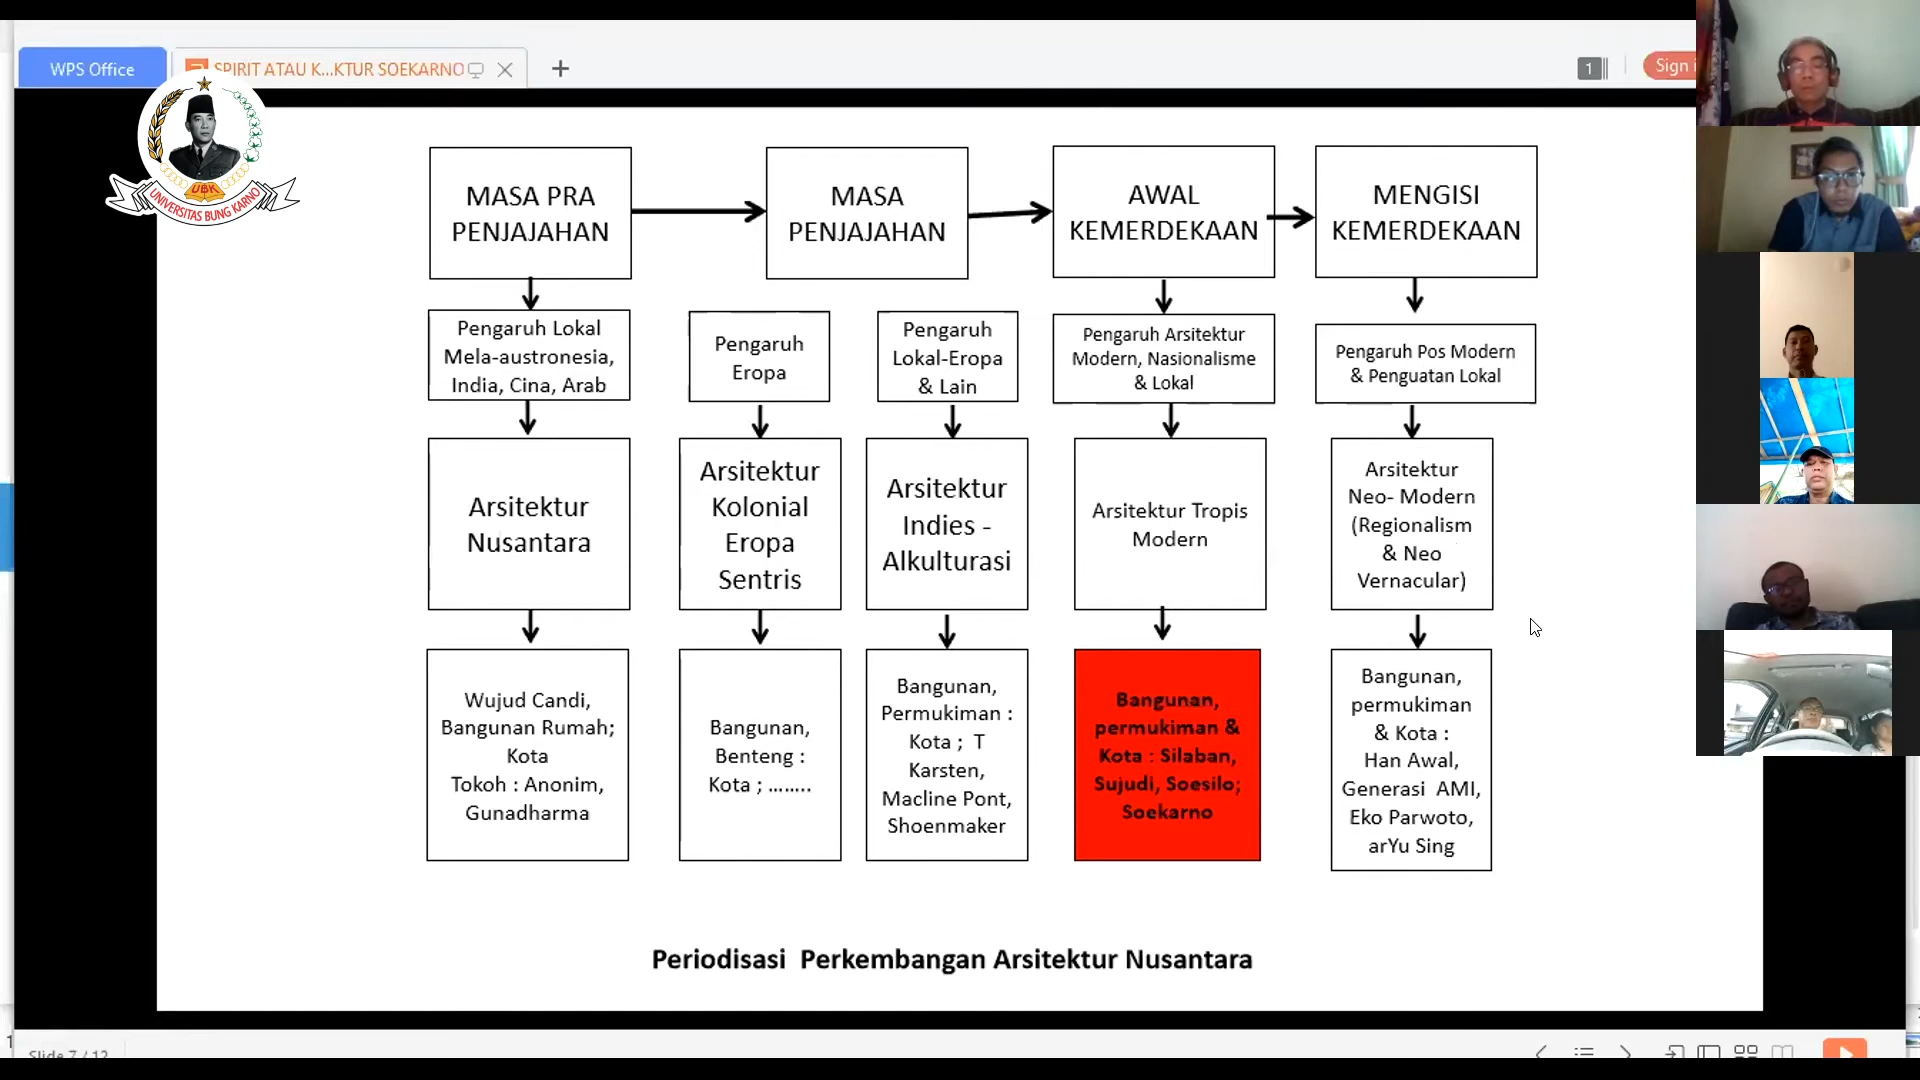 WPS Office
SPIRIT ATAU K...KTUR SOEKARNO
1
Sign i
UBK
UNIVERSITAS BUNG KARNO
MASA PRA
PENJAJAHAN
MASA
PENJAJAHAN
AWAL
KEMERDEKAAN
MENGISI
KEMERDEKAAN
Pengaruh Lokal
Mela-austronesia,
India, Cina, Arab
Pengaruh
Eropa
Pengaruh
Lokal-Eropa
& Lain
Pengaruh Arsitektur
Modern, Nasionalisme
& Lokal
Pengaruh Pos Modern
& Penguatan Lokal
Arsitektur
Nusantara
Arsitektur
Kolonial
Eropa
Sentris
Arsitektur
Indies -
Alkulturasi
Arsitektur Tropis
Modern
Arsitektur
Neo- Modern
(Regionalism
& Neo
Vernacular)
Wujud Candi,
Bangunan Rumah;
Kota
Tokoh : Anonim,
Gunadharma
Bangunan,
Benteng :
Kota ; ........
Bangunan,
Permukiman :
Kota ; T
Karsten,
Macline Pont,
Shoenmaker
Bangunan,
permukiman &
Kota : Silaban,
Sujudi, Soesilo;
Soekarno
Bangunan,
permukiman
& Kota :
Han Awal,
Generasi AMI,
Eko Parwoto,
arYu Sing
Periodisasi Perkembangan Arsitektur Nusantara
Slide 7 / 12